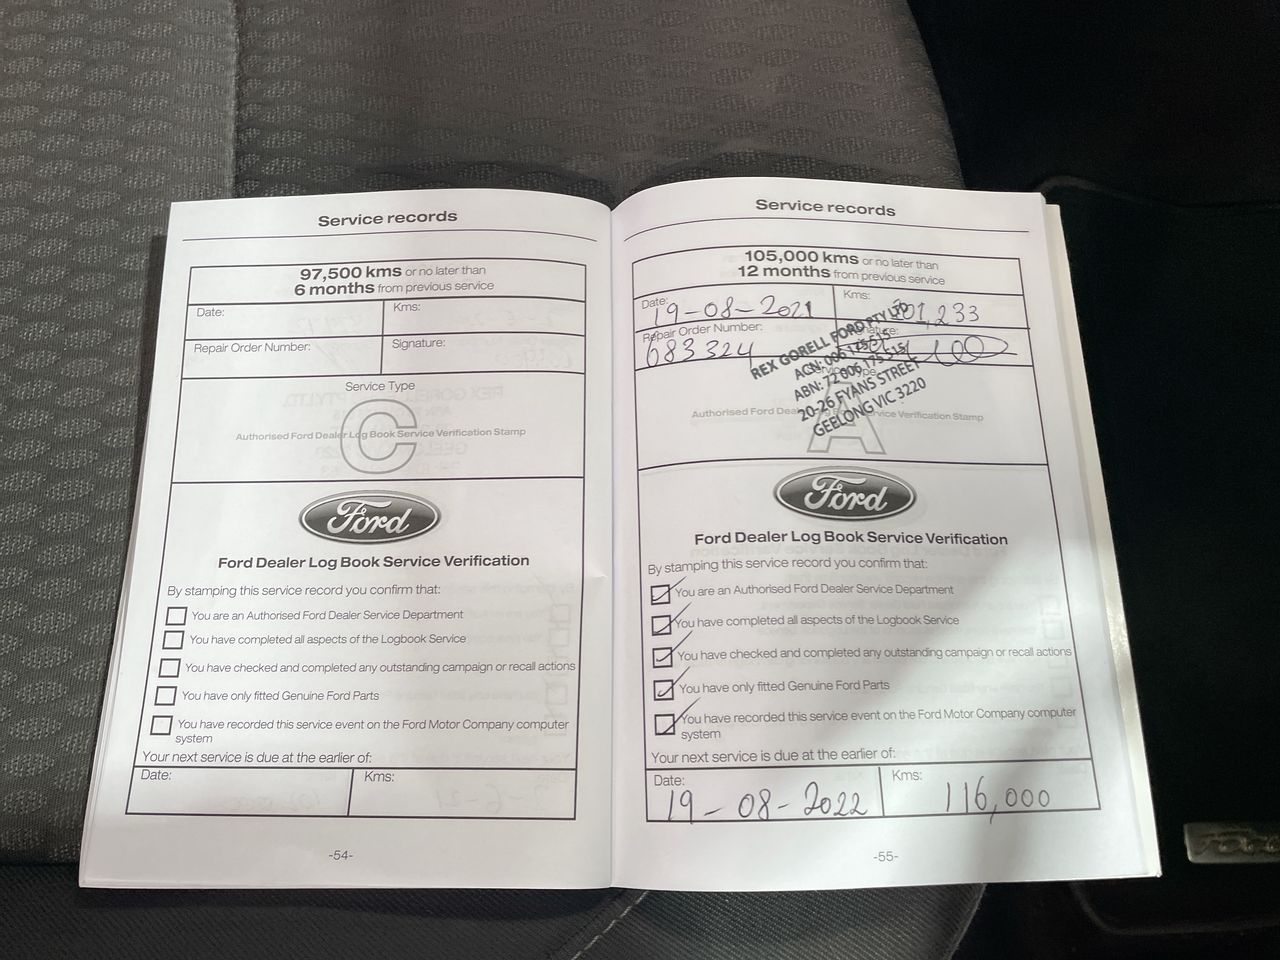 Service records
97,500 kms or no later than
6 months from previous service
Date:
Kms:
Repair Order Number:
Signature:
Service Type
C
Authorised Ford Dealer Log Book Service Verification Stamp
Ford
Ford Dealer Log Book Service Verification
By stamping this service record you confirm that:
You are an Authorised Ford Dealer Service Department
You have completed all aspects of the Logbook Service
You have checked and completed any outstanding campaign or recall actions
You have only fitted Genuine Ford Parts
You have recorded this service event on the Ford Motor Company computer
system
Your next service is due at the earlier of:
Date:
Kms:
-54-
Service records
105,000 kms or no later than
12 months from previous service
Date: 19-08-2021
Kms: 101,233
Repair Order Number:
683324
REX GORELL FORD PTY LTD
ACN: 006 175 515
ABN: 72 006 175 515
20-26 FYANS STREET
GEELONG VIC 3220
A
Authorised Ford Service Verification Stamp
Ford
Ford Dealer Log Book Service Verification
By stamping this service record you confirm that:
You are an Authorised Ford Dealer Service Department
You have completed all aspects of the Logbook Service
You have checked and completed any outstanding campaign or recall actions
You have only fitted Genuine Ford Parts
You have recorded this service event on the Ford Motor Company computer
system
Your next service is due at the earlier of:
Date: 19-08-2022
Kms: 116,000
-55-